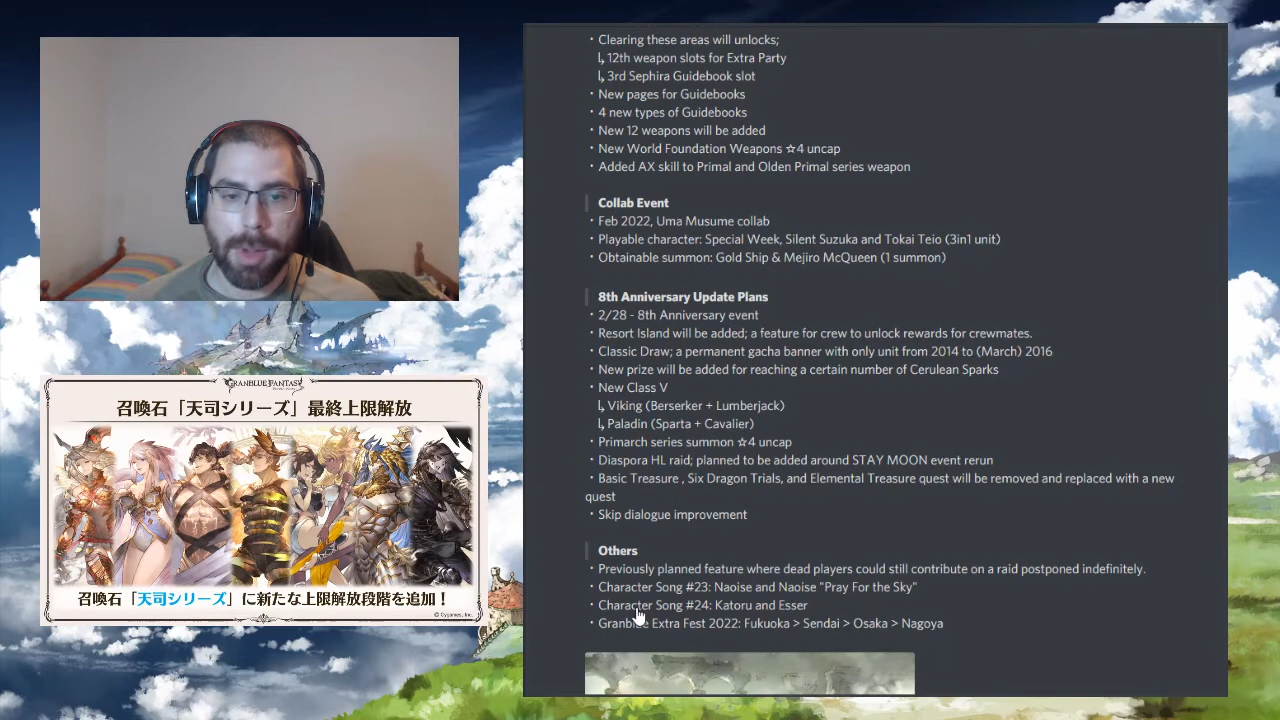 Clearing these areas will unlocks;
↳ 12th weapon slots for Extra Party
↳ 3rd Sephira Guidebook slot
・New pages for Guidebooks
・4 new types of Guidebooks
・New 12 weapons will be added
・New World Foundation Weapons ☆4 uncap
・Added AX skill to Primal and Olden Primal series weapon
Collab Event
・Feb 2022, Uma Musume collab
・Playable character: Special Week, Silent Suzuka and Tokai Teio (3in1 unit)
・Obtainable summon: Gold Ship & Mejiro McQueen (1 summon)
8th Anniversary Update Plans
・2/28 - 8th Anniversary event
・Resort Island will be added; a feature for crew to unlock rewards for crewmates.
・Classic Draw; a permanent gacha banner with only unit from 2014 to (March) 2016
・New prize will be added for reaching a certain number of Cerulean Sparks
・New Class V
↳ Viking (Berserker + Lumberjack)
↳ Paladin (Sparta + Cavalier)
・Primarch series summon ☆4 uncap
・Diaspora HL raid; planned to be added around STAY MOON event rerun
・Basic Treasure , Six Dragon Trials, and Elemental Treasure quest will be removed and replaced with a new
quest
・Skip dialogue improvement
Others
・Previously planned feature where dead players could still contribute on a raid postponed indefinitely.
・Character Song #23: Naoise and Naoise "Pray For the Sky"
・Character Song #24: Katoru and Esser
・Granblue Extra Fest 2022: Fukuoka > Sendai > Osaka > Nagoya
GRANBLUE FANTASY
召喚石「天司シリーズ」最終上限解放
召喚石「天司シリーズ」に新たな上限解放段階を追加！
© Cygames, Inc.